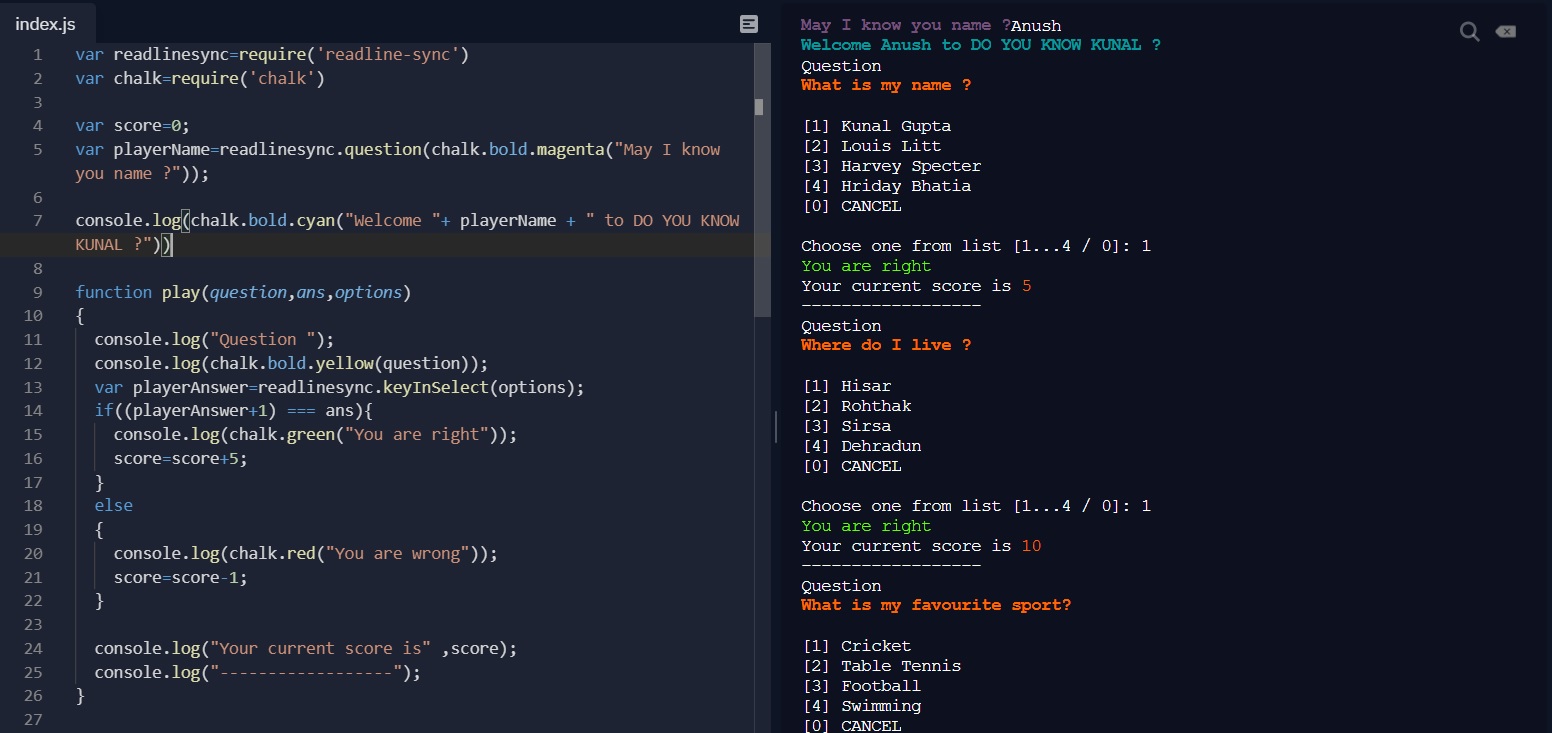 index.js
1 var readlinesync=require('readline-sync')
2 var chalk=require('chalk')
3
4 var score=0;
5 var playerName=readlinesync.question(chalk.bold.magenta("May I know
you name ?"));
6
7 console.log(chalk.bold.cyan("Welcome "+ playerName + " to DO YOU KNOW
KUNAL ?"))
8
9 function play(question,ans,options)
10 {
11 console.log("Question ");
12 console.log(chalk.bold.yellow(question));
13 var playerAnswer=readlinesync.keyInSelect(options);
14 if((playerAnswer+1) === ans){
15 console.log(chalk.green("You are right"));
16 score=score+5;
17 }
18 else
19 {
20 console.log(chalk.red("You are wrong"));
21 score=score-1;
22 }
23
24 console.log("Your current score is" ,score);
25 console.log("------------------");
26 }
27
May I know you name ?Anush
Welcome Anush to DO YOU KNOW KUNAL ?
Question
What is my name ?
[1] Kunal Gupta
[2] Louis Litt
[3] Harvey Specter
[4] Hriday Bhatia
[0] CANCEL
Choose one from list [1...4 / 0]: 1
You are right
Your current score is 5
------------------
Question
Where do I live ?
[1] Hisar
[2] Rohthak
[3] Sirsa
[4] Dehradun
[0] CANCEL
Choose one from list [1...4 / 0]: 1
You are right
Your current score is 10
------------------
Question
What is my favourite sport?
[1] Cricket
[2] Table Tennis
[3] Football
[4] Swimming
[0] CANCEL